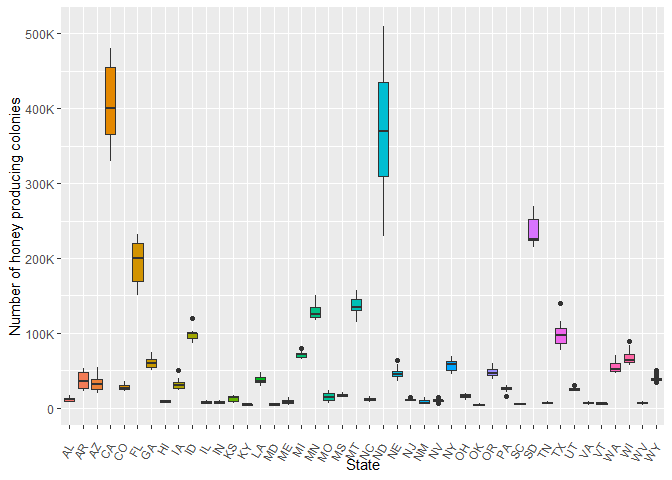 Number of honey producing colonies
500K
400K
300K
200K
100K
0
AL AR AZ CA CO FL GA HI IA ID IL IN KS KY LA MD ME MI MN MO MS MT NC ND NE NJ NM NV NY OH OK OR PA SC SD TN TX UT VA VT WA WI WV WY
State